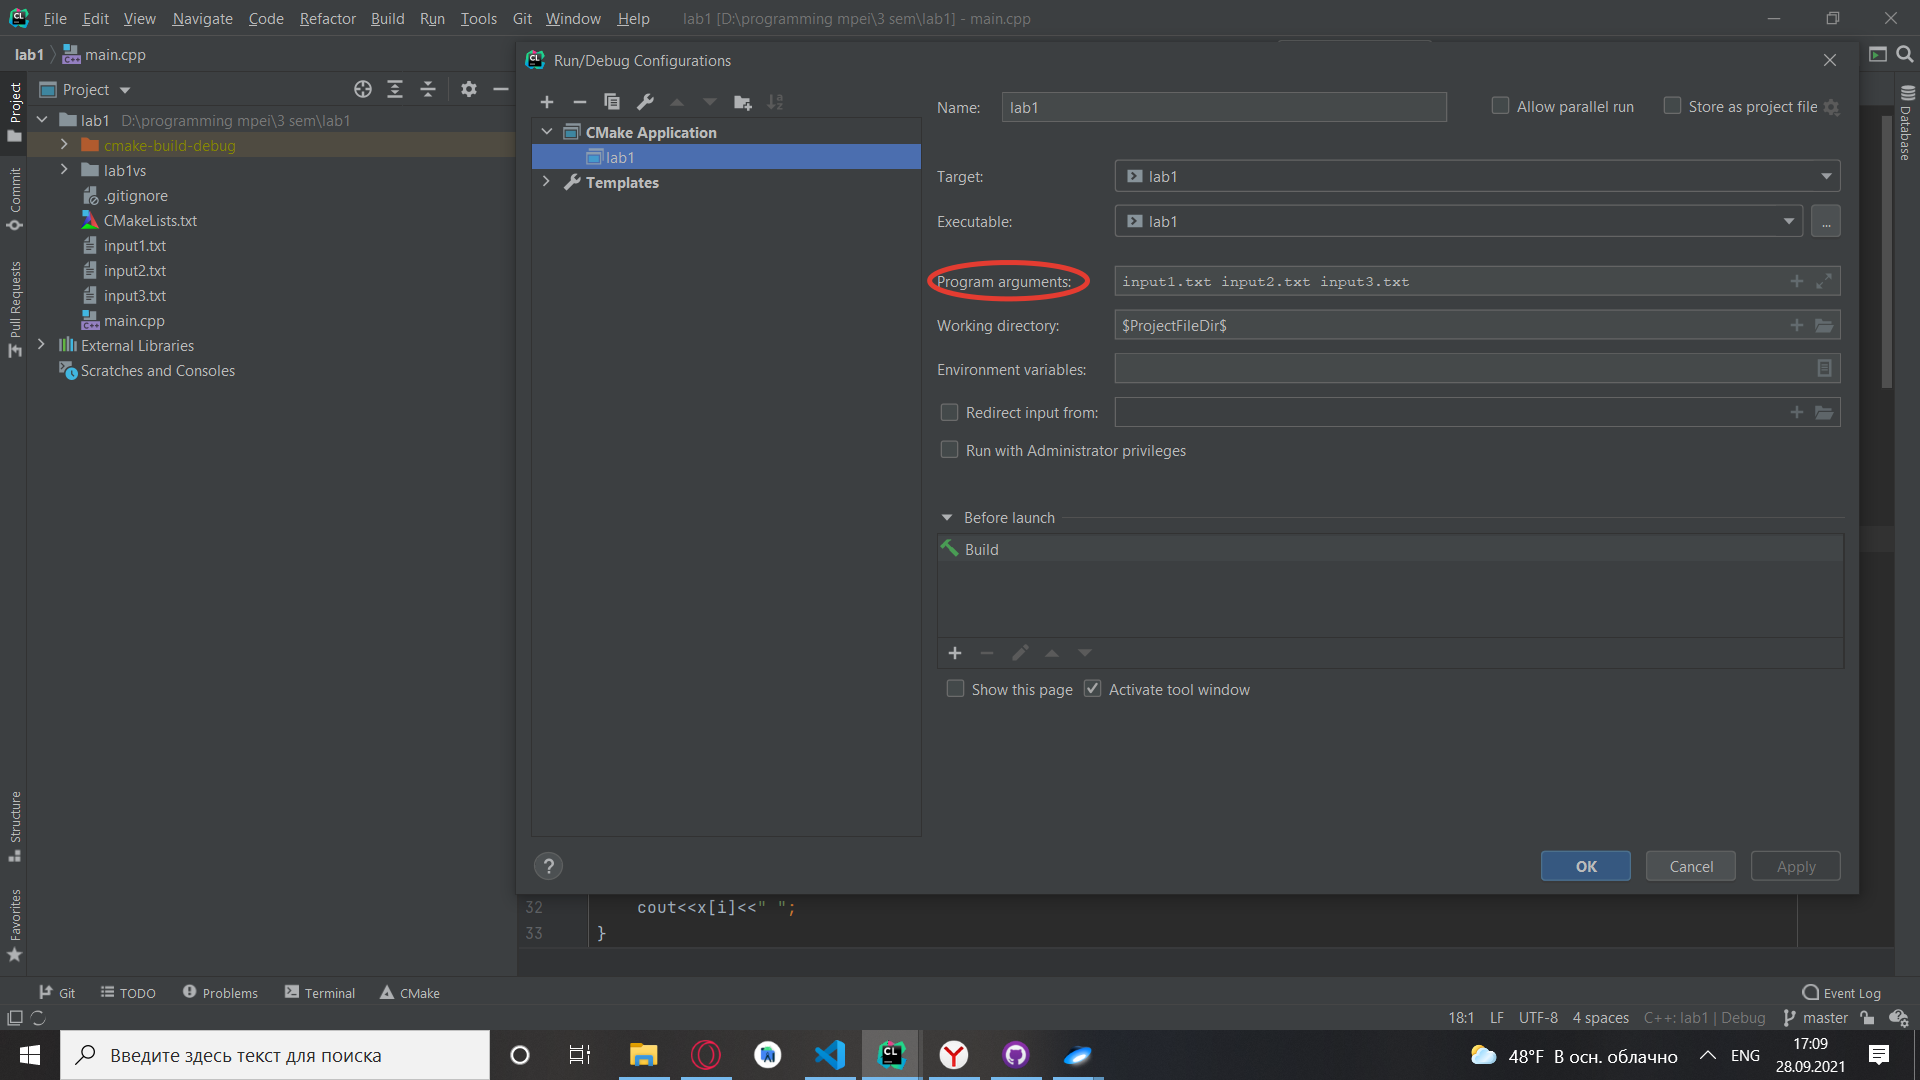 File Edit View Navigate Code Refactor Build Run Tools Git Window Help lab1 [D:\programming mpei\3 sem\lab1] - main.cpp
lab1 main.cpp
Project
lab1 D:\programming mpei\3 sem\lab1
cmake-build-debug
lab1vs
.gitignore
CMakeLists.txt
input1.txt
input2.txt
input3.txt
main.cpp
External Libraries
Scratches and Consoles
Project
Commit
Pull Requests
Structure
Favorites
Run/Debug Configurations
CMake Application
lab1
Templates
Name: lab1 Allow parallel run Store as project file
Target: lab1
Executable: lab1 ...
Program arguments: input1.txt input2.txt input3.txt
Working directory: $ProjectFileDir$
Environment variables:
Redirect input from:
Run with Administrator privileges
Before launch
Build
Show this page Activate tool window
? OK Cancel Apply
Database
32 cout<<x[i]<<" ";
33 }
Git TODO Problems Terminal CMake Event Log
18:1 LF UTF-8 4 spaces C++: lab1 | Debug master
Введите здесь текст для поиска 48°F В осн. облачно ENG 17:09
28.09.2021